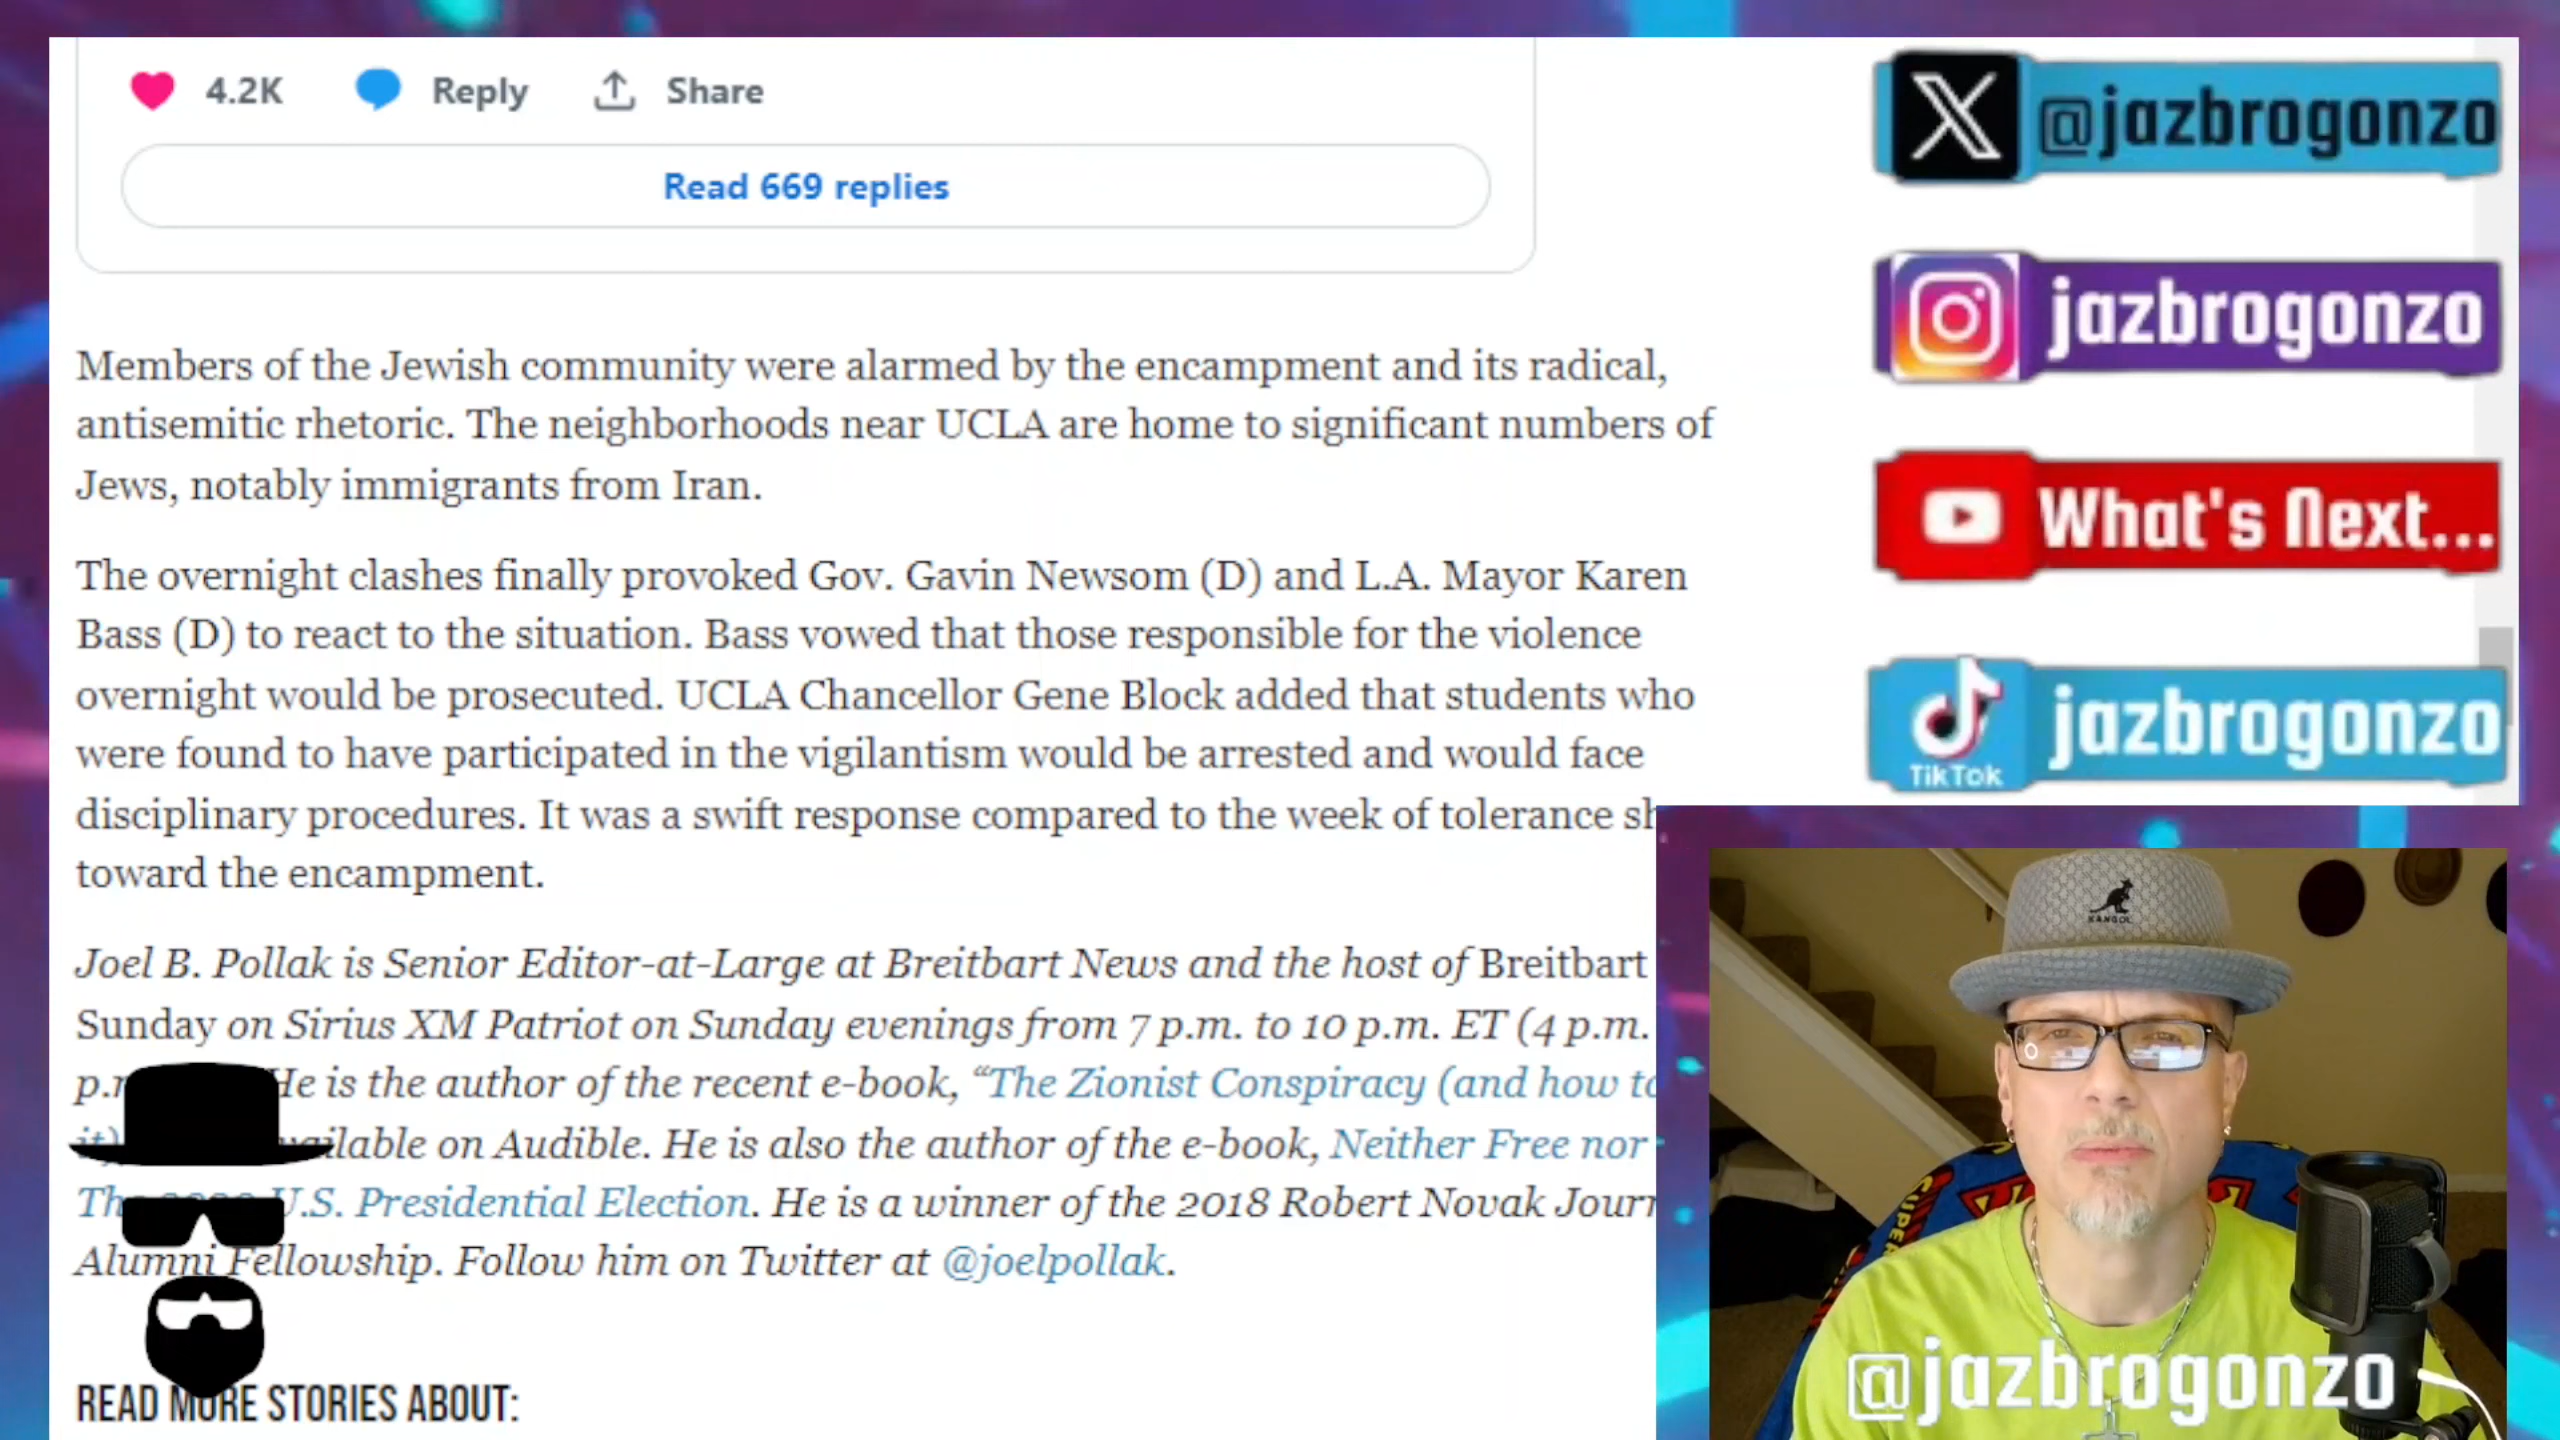 4.2K Reply Share
Read 669 replies
Members of the Jewish community were alarmed by the encampment and its radical,
antisemitic rhetoric. The neighborhoods near UCLA are home to significant numbers of
Jews, notably immigrants from Iran.
The overnight clashes finally provoked Gov. Gavin Newsom (D) and L.A. Mayor Karen
Bass (D) to react to the situation. Bass vowed that those responsible for the violence
overnight would be prosecuted. UCLA Chancellor Gene Block added that students who
were found to have participated in the vigilantism would be arrested and would face
disciplinary procedures. It was a swift response compared to the week of tolerance
toward the encampment.
Joel B. Pollak is Senior Editor-at-Large at Breitbart News and the host of Breitbart
Sunday on Sirius XM Patriot on Sunday evenings from 7 p.m. to 10 p.m. ET (4 p.m.
He is the author of the recent e-book, “The Zionist Conspiracy (and how to
on Audible. He is also the author of the e-book, Neither Free nor
U.S. Presidential Election. He is a winner of the 2018 Robert Novak
Alumni Fellowship. Follow him on Twitter at @joelpollak.
READ MORE STORIES ABOUT:
@jazbrogonzo
jazbrogonzo
What's Next...
TikTok jazbrogonzo
KANGOL
@jazbrogonzo